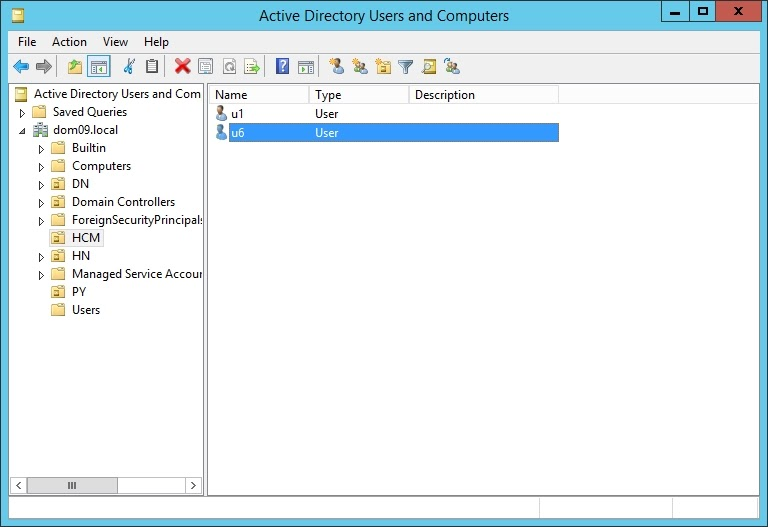 Active Directory Users and Computers
File Action View Help
Active Directory Users and Com
Saved Queries
dom09.local
Builtin
Computers
DN
Domain Controllers
ForeignSecurityPrincipals
HCM
HN
Managed Service Accour
PY
Users
Name Type Description
u1 User
u6 User